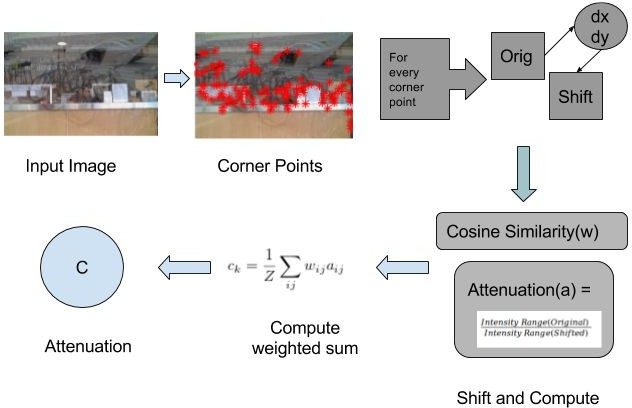 Input Image
Corner Points
For
every
corner
point
Orig
dx
dy
Shift
Cosine Similarity(w)
Attenuation(a) =
Intensity Range(Original)
Intensity Range(Shifted)
Shift and Compute
c_k = \frac{1}{Z} \sum_{ij} w_{ij} a_{ij}
Compute
weighted sum
C
Attenuation